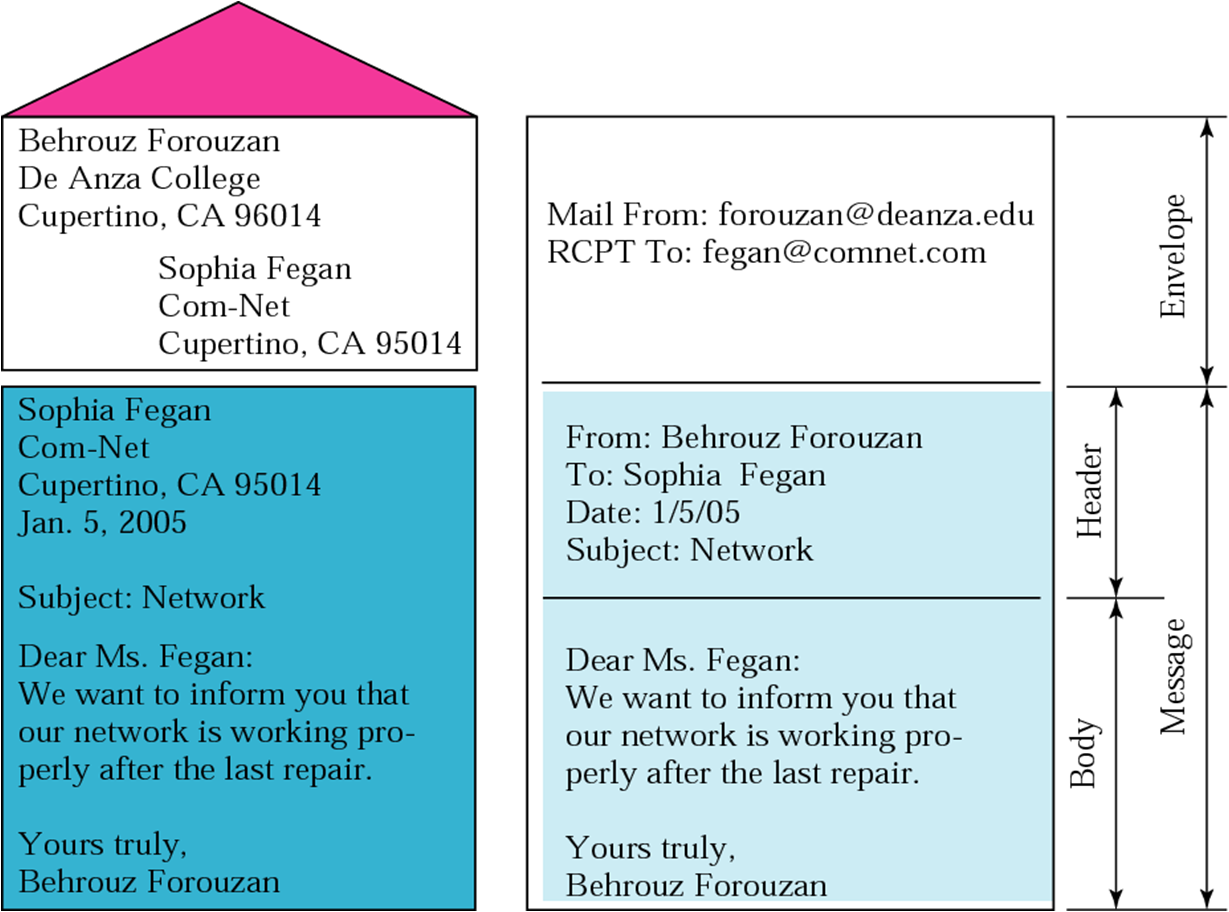 Behrouz Forouzan
De Anza College
Cupertino, CA 96014
Sophia Fegan
Com-Net
Cupertino, CA 95014
Sophia Fegan
Com-Net
Cupertino, CA 95014
Jan. 5, 2005
Subject: Network
Dear Ms. Fegan:
We want to inform you that
our network is working pro-
perly after the last repair.
Yours truly,
Behrouz Forouzan
Mail From: forouzan@deanza.edu
RCPT To: fegan@comnet.com
From: Behrouz Forouzan
To: Sophia Fegan
Date: 1/5/05
Subject: Network
Dear Ms. Fegan:
We want to inform you that
our network is working pro-
perly after the last repair.
Yours truly,
Behrouz Forouzan
Envelope
Header
Body
Message